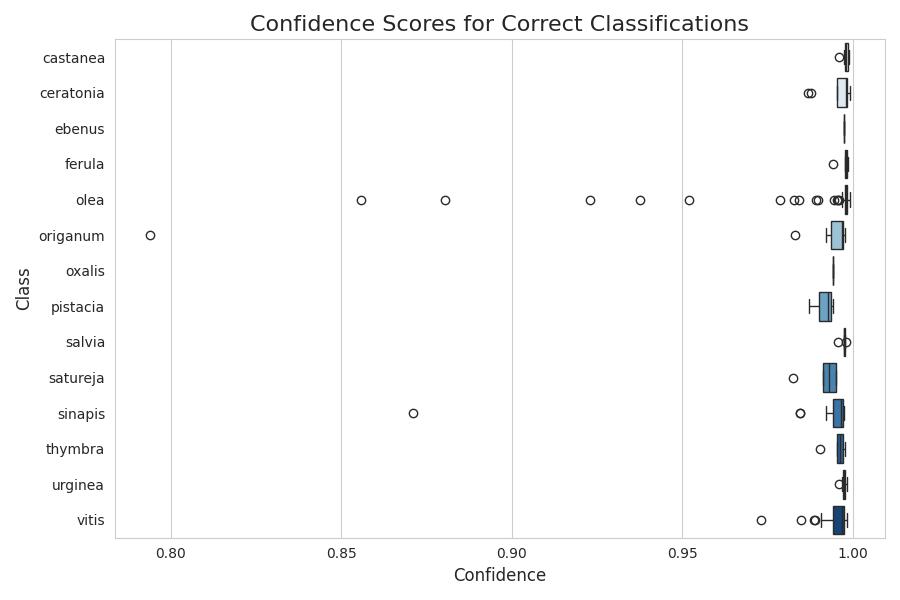 Confidence Scores for Correct Classifications
Class
castanea
ceratonia
ebenus
ferula
olea
origanum
oxalis
pistacia
salvia
satureja
sinapis
thymbra
urginea
vitis
0.80 0.85 0.90 0.95 1.00
Confidence